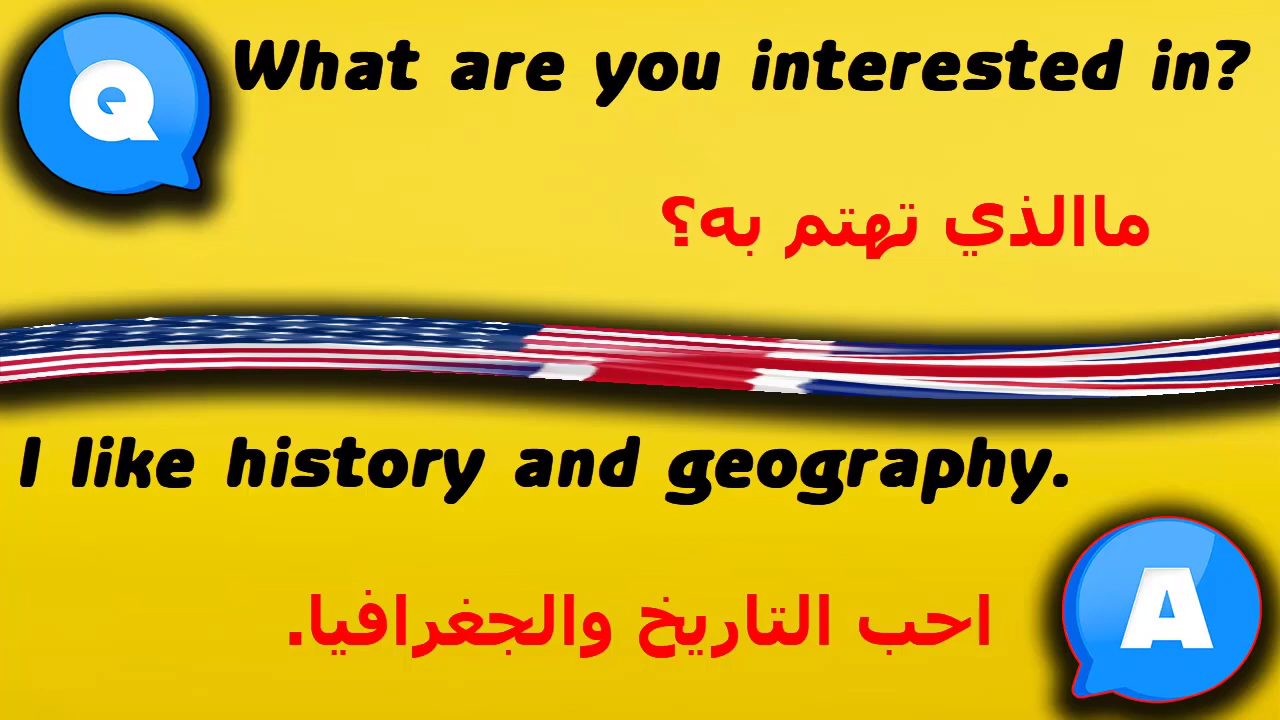 Q
What are you interested in?
ماالذي تهتم به؟
I like history and geography.
احب التاريخ والجغرافيا.
A